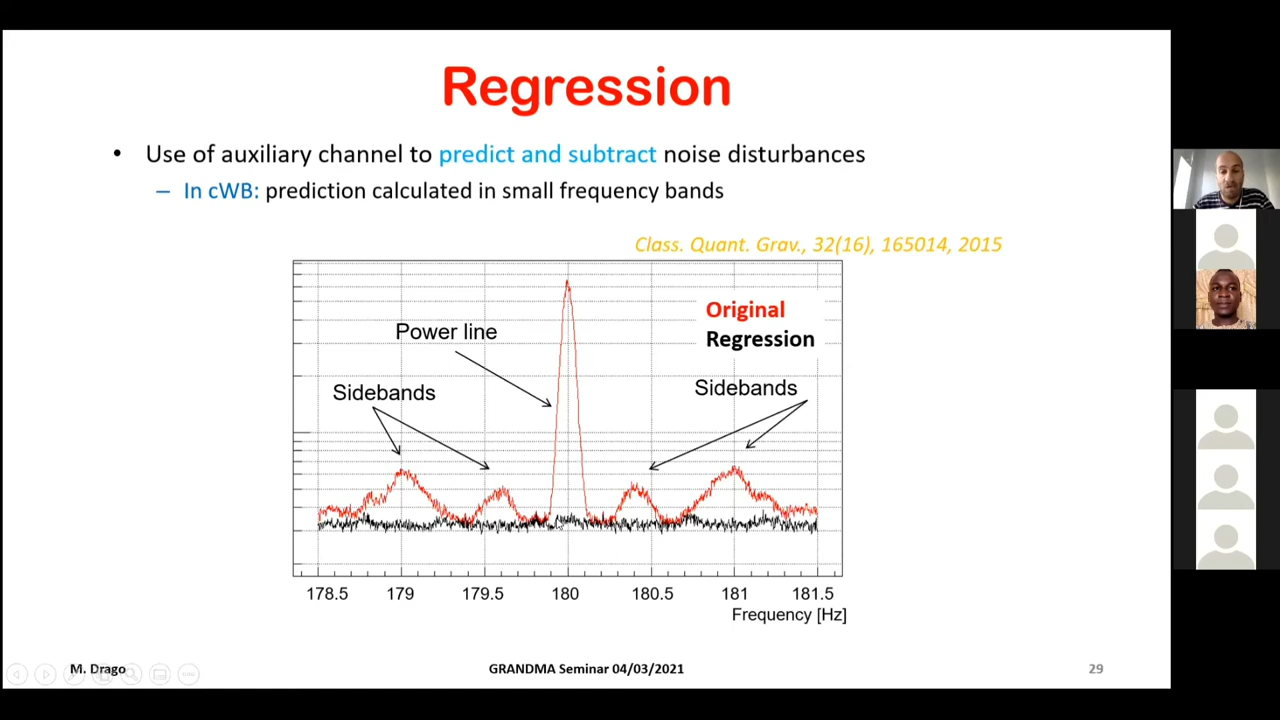 Regression
• Use of auxiliary channel to predict and subtract noise disturbances
– In cWB: prediction calculated in small frequency bands
Class. Quant. Grav., 32(16), 165014, 2015
Original
Regression
Power line
Sidebands
Sidebands
178.5 179 179.5 180 180.5 181 181.5
Frequency [Hz]
M. Drago GRANDMA Seminar 04/03/2021 29